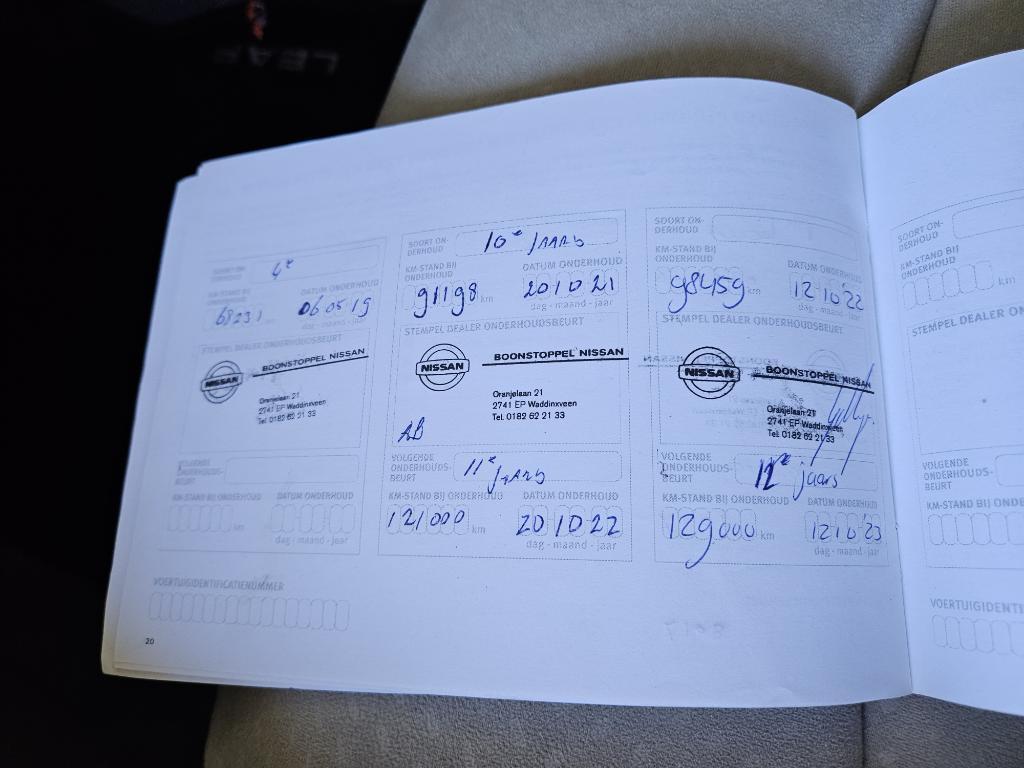 LEAF
SOORT ON-
DERHOUD
4e
KM-STAND BIJ
ONDERHOUD
68231 km
DATUM ONDERHOUD
06 05 19
dag - maand - jaar
STEMPEL DEALER ONDERHOUDSBEURT
NISSAN
BOONSTOPPEL NISSAN
Oranjelaan 21
2741 EP Waddinxveen
Tel. 0182 62 21 33
VOLGENDE
ONDERHOUDS-
BEURT
KM-STAND BIJ ONDERHOUD
km
DATUM ONDERHOUD
dag - maand - jaar
VOERTUIGIDENTIFICATIENUMMER
20
SOORT ON-
DERHOUD
10e JAARS
KM-STAND BIJ
ONDERHOUD
91198 km
DATUM ONDERHOUD
20 10 21
dag - maand - jaar
STEMPEL DEALER ONDERHOUDSBEURT
NISSAN
BOONSTOPPEL NISSAN
Oranjelaan 21
2741 EP Waddinxveen
Tel. 0182 62 21 33
AB
VOLGENDE
ONDERHOUDS-
BEURT
11e JAARS
KM-STAND BIJ ONDERHOUD
121000 km
DATUM ONDERHOUD
20 10 22
dag - maand - jaar
SOORT ON-
DERHOUD
KM-STAND BIJ
ONDERHOUD
98459 km
DATUM ONDERHOUD
12 10 22
dag - maand - jaar
STEMPEL DEALER ONDERHOUDSBEURT
NISSAN
BOONSTOPPEL NISSAN
Oranjelaan 21
2741 EP Waddinxveen
Tel. 0182 62 21 33
VOLGENDE
ONDERHOUDS-
BEURT
12e jaars
KM-STAND BIJ ONDERHOUD
129000 km
DATUM ONDERHOUD
12 10 23
dag - maand - jaar
SOORT ON-
DERHOUD
KM-STAND BIJ
ONDERHOUD
km
STEMPEL DEALER ON
VOLGENDE
ONDERHOUDS-
BEURT
KM-STAND BIJ OND
VOERTUIGIDENTI